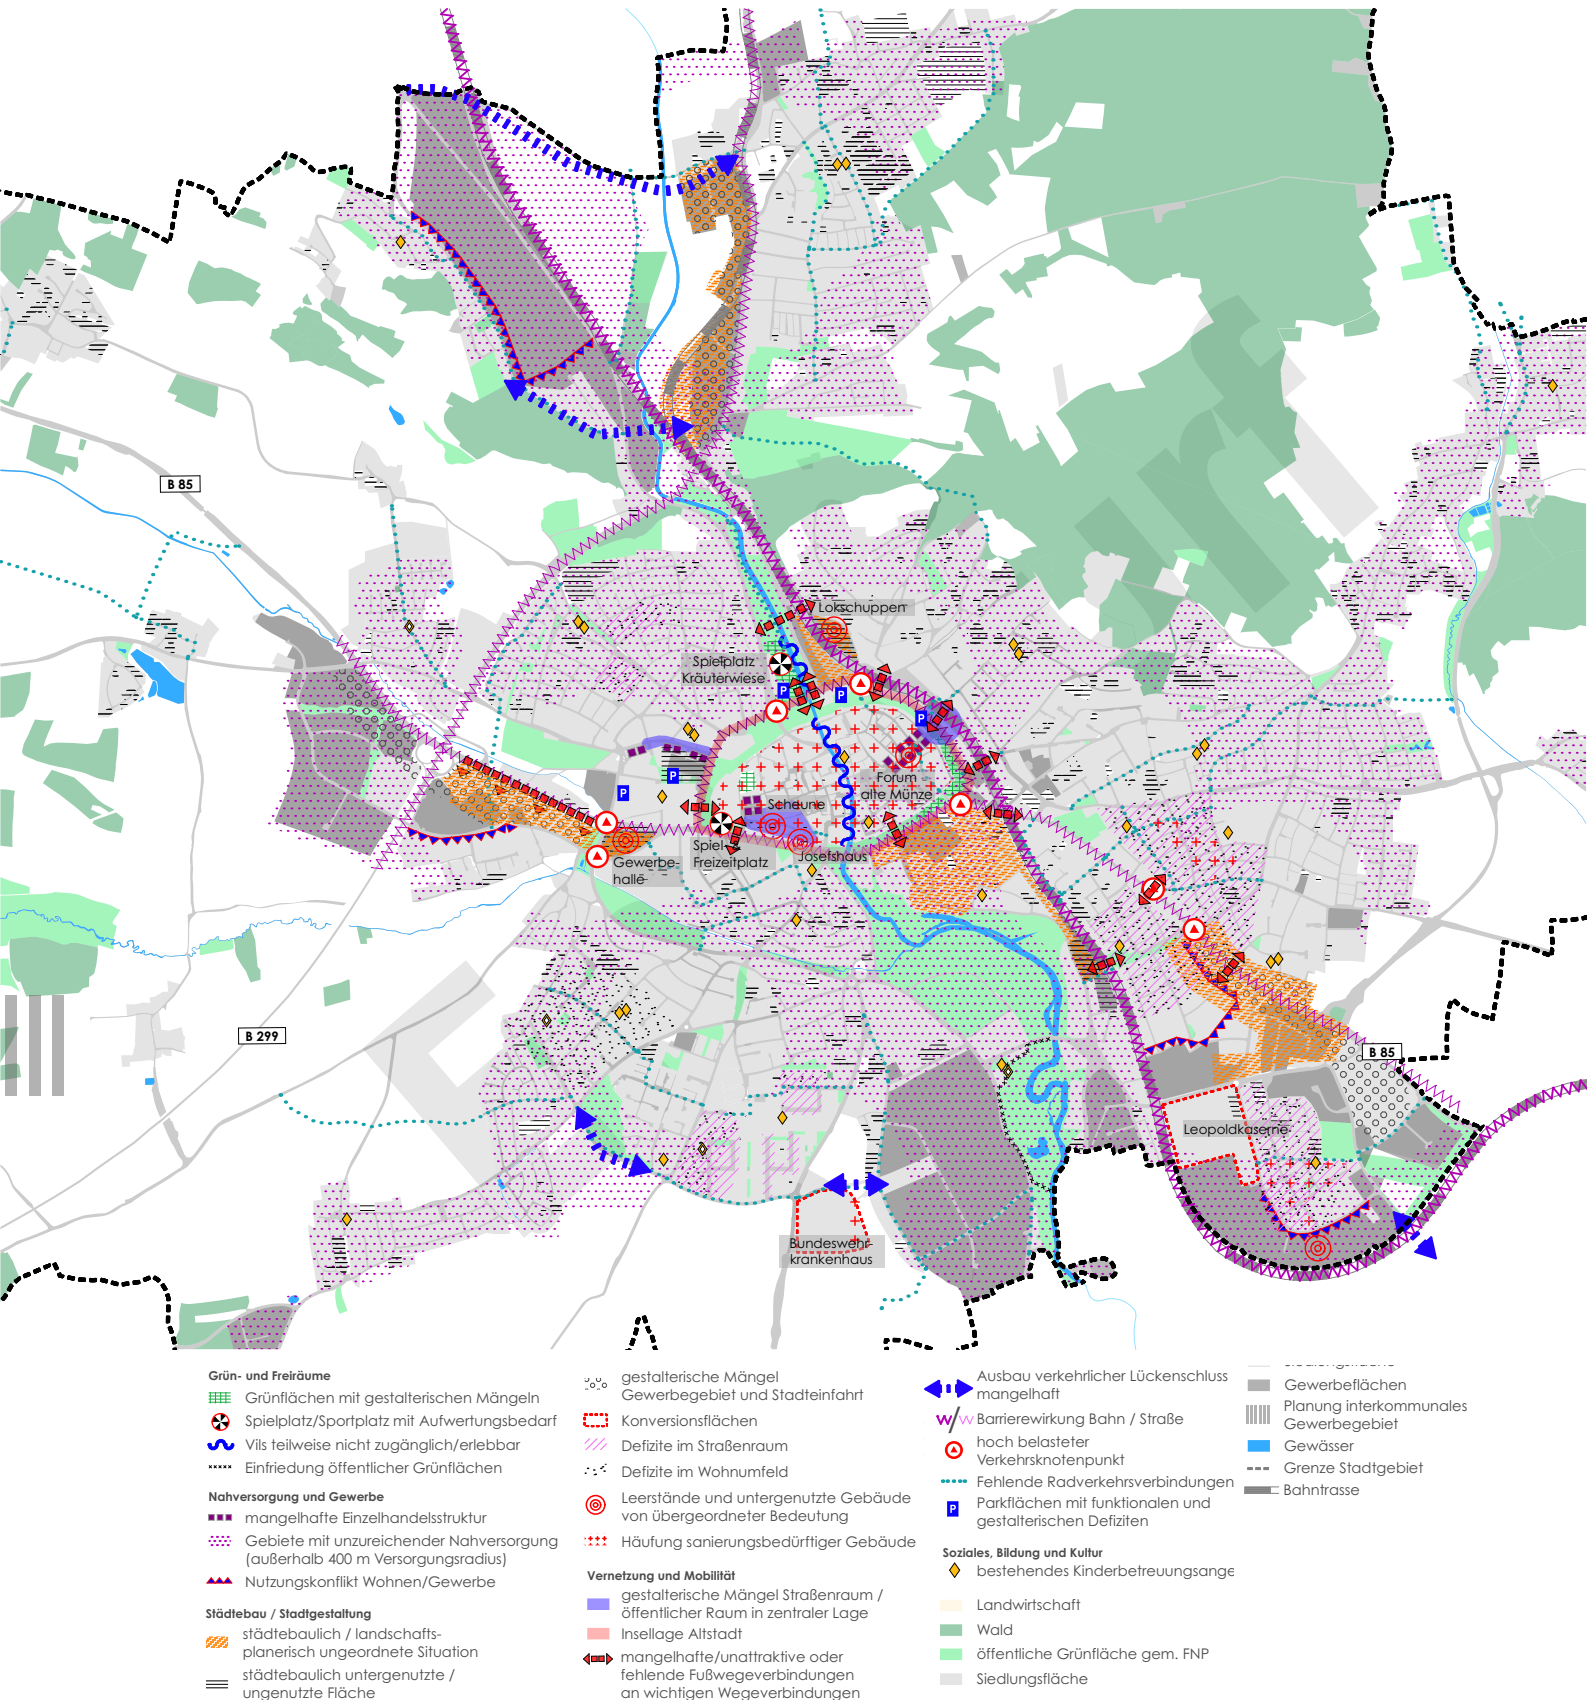 B 85
Lokschuppen
Spielplatz
Kräuterwiese
P
P
P
P
P
Forum
alte Münze
Scheune
Spiel-
Freizeitplatz
Josefshaus
Gewerbe-
halle
B 299
B 85
Leopoldkaserne
Bundeswehr-
krankenhaus
Grün- und Freiräume
Grünflächen mit gestalterischen Mängeln
Spielplatz/Sportplatz mit Aufwertungsbedarf
Vils teilweise nicht zugänglich/erlebbar
Einfriedung öffentlicher Grünflächen
Nahversorgung und Gewerbe
mangelhafte Einzelhandelsstruktur
Gebiete mit unzureichender Nahversorgung
(außerhalb 400 m Versorgungsradius)
Nutzungskonflikt Wohnen/Gewerbe
Städtebau / Stadtgestaltung
städtebaulich / landschafts-
planerisch ungeordnete Situation
städtebaulich untergenutzte /
ungenutzte Fläche
gestalterische Mängel
Gewerbegebiet und Stadteinfahrt
Konversionsflächen
Defizite im Straßenraum
Defizite im Wohnumfeld
Leerstände und untergenutzte Gebäude
von übergeordneter Bedeutung
Häufung sanierungsbedürftiger Gebäude
Vernetzung und Mobilität
gestalterische Mängel Straßenraum /
öffentlicher Raum in zentraler Lage
Insellage Altstadt
mangelhafte/unattraktive oder
fehlende Fußwegeverbindungen
an wichtigen Wegeverbindungen
Ausbau verkehrlicher Lückenschluss
mangelhaft
Barrierewirkung Bahn / Straße
hoch belasteter
Verkehrsknotenpunkt
Fehlende Radverkehrsverbindungen
P
Parkflächen mit funktionalen und
gestalterischen Defiziten
Soziales, Bildung und Kultur
bestehendes Kinderbetreuungsange
Landwirtschaft
Wald
öffentliche Grünfläche gem. FNP
Siedlungsfläche
Gewerbeflächen
Planung interkommunales
Gewerbegebiet
Gewässer
Grenze Stadtgebiet
Bahntrasse